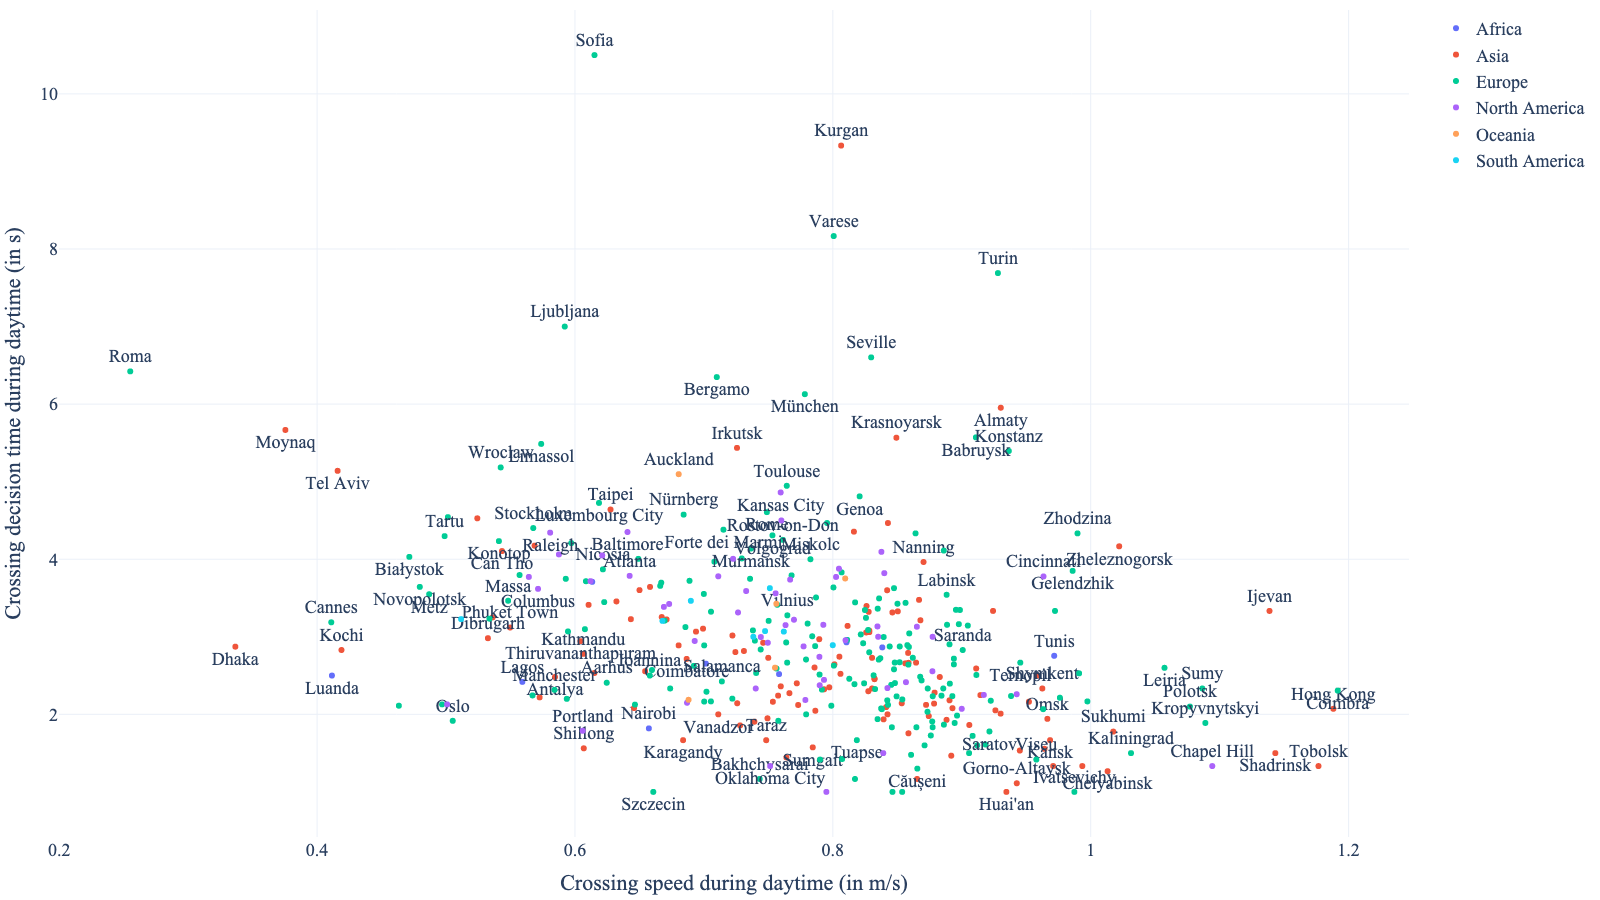 Sofia
Africa
Asia
Europe
North America
Oceania
South America
10
Kurgan
Varese
8
Turin
Ljubljana
Seville
Roma
Bergamo
München
6
Almaty
Krasnoyarsk
Irkutsk
Konstanz
Moynaq
Babruysk
Wrocław
Limassol
Auckland
Toulouse
Tel Aviv
Taipei
Nürnberg
Kansas City
Genoa
Stockholm
Luxembourg City
Tartu
Rostov-on-Don
Rome
Zhodzina
Raleigh
Baltimore
Forte dei Marmi
Volgograd
Miskolc
Nanning
Konotop
Nicosia
4
Can Tho
Atlanta
Murmansk
Cincinnati
Zheleznogorsk
Białystok
Labinsk
Gelendzhik
Massa
Ijevan
Novopolotsk
Metz
Columbus
Vilnius
Cannes
Phuket Town
Dibrugarh
Kochi
Kathmandu
Saranda
Tunis
Thiruvananthapuram
Dhaka
Ioannina
Lagos
Aarhus
Salamanca
Manchester
Coimbatore
Ternopil
Shymkent
Leiria
Sumy
Luanda
Antalya
Polotsk
Hong Kong
Coimbra
Oslo
Omsk
Kropyvnytskyi
2
Portland
Nairobi
Sukhumi
Shillong
Vanadzor
Taraz
Kaliningrad
Saratov
Viseu
Karagandy
Tuapse
Kansk
Chapel Hill
Tobolsk
Bakhchysarai
Sumgait
Gorno-Altaysk
Shadrinsk
Oklahoma City
Căușeni
Ivatsevichy
Chelyabinsk
Szczecin
Huai'an
0.2
0.4
0.6
0.8
1
1.2
Crossing speed during daytime (in m/s)
Crossing decision time during daytime (in s)